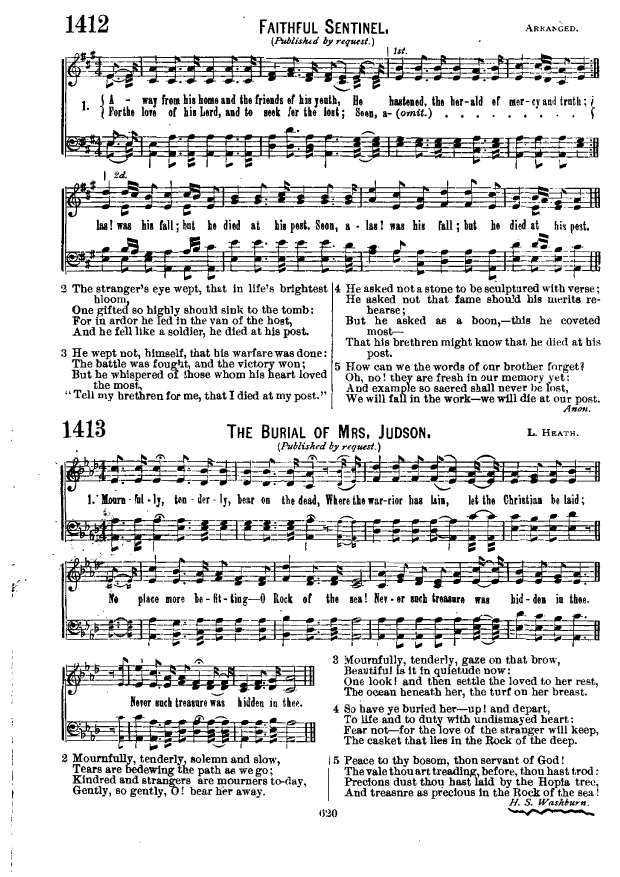 1412
FAITHFUL SENTINEL.
ARRANGED.
(Published by request.)
1st.
1. A - way from his home and the friends of his youth, He hastened, the her-ald of mer-cy and truth;
For the love of his Lord, and to seek for the lost; Soon, a-(omit.) . . . . . . . .
2d.
las! was his fall; but he died at his post. Soon, a - las! was his fall; but he died at his post.
2 The stranger's eye wept, that in life's brightest
bloom,
One gifted so highly should sink to the tomb:
For in ardor he led in the van of the host,
And he fell like a soldier, he died at his post.
3 He wept not, himself, that his warfare was done:
The battle was fought, and the victory won;
But he whispered of those whom his heart loved
the most,
"Tell my brethren for me, that I died at my post."
4 He asked not a stone to be sculptured with verse;
He asked not that fame should his merits re-
hearse;
But he asked as a boon,—this he coveted
most—
That his brethren might know that he died at his
post.
5 How can we the words of our brother forget?
Oh, no! they are fresh in our memory yet:
And example so sacred shall never be lost,
We will fall in the work—we will die at our post.
Anon.
1413
THE BURIAL OF MRS. JUDSON.
L. HEATH.
(Published by request.)
1. Mourn-ful-ly, ten-der-ly, bear on the dead, Where the war-rior has lain, let the Christian be laid;
No place more be-fit-ting—O Rock of the sea! Nev-er such treasure was hid-den in thee.
Never such treasure was hidden in thee.
2 Mournfully, tenderly, solemn and slow,
Tears are bedewing the path as we go;
Kindred and strangers are mourners to-day,
Gently, so gently, O! bear her away.
3 Mournfully, tenderly, gaze on that brow,
Beautiful is it in quietude now:
One look! and then settle the loved to her rest,
The ocean beneath her, the turf on her breast.
4 So have ye buried her—up! and depart,
To life and to duty with undismayed heart:
Fear not—for the love of the stranger will keep,
The casket that lies in the Rock of the deep.
5 Peace to thy bosom, thou servant of God!
The vale thou art treading, before, thou hast trod:
Precious dust thou hast laid by the Hopia tree,
And treasure as precious in the Rock of the sea!
H. S. Washburn.
620